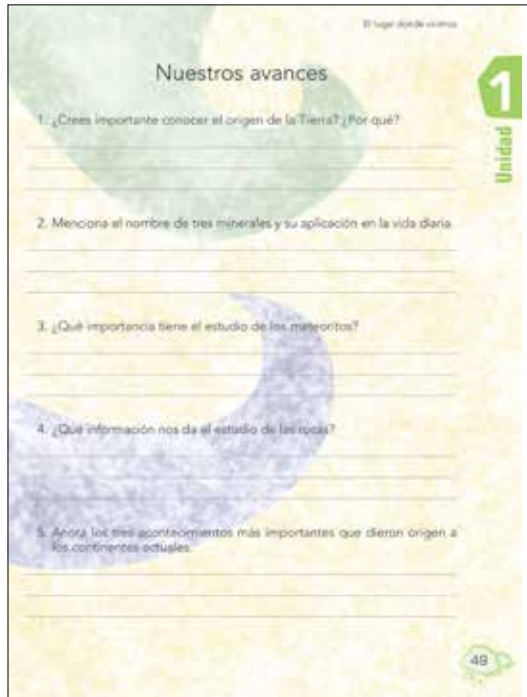 El lugar donde vivimos
Nuestros avances
1
Unidad
1. ¿Crees importante conocer el origen de la Tierra? ¿Por qué?
2. Menciona el nombre de tres minerales y su aplicación en la vida diaria.
3. ¿Qué importancia tiene el estudio de los meteoritos?
4. ¿Qué información nos da el estudio de las rocas?
5. Anota los tres acontecimientos más importantes que dieron origen a
los continentes actuales.
49